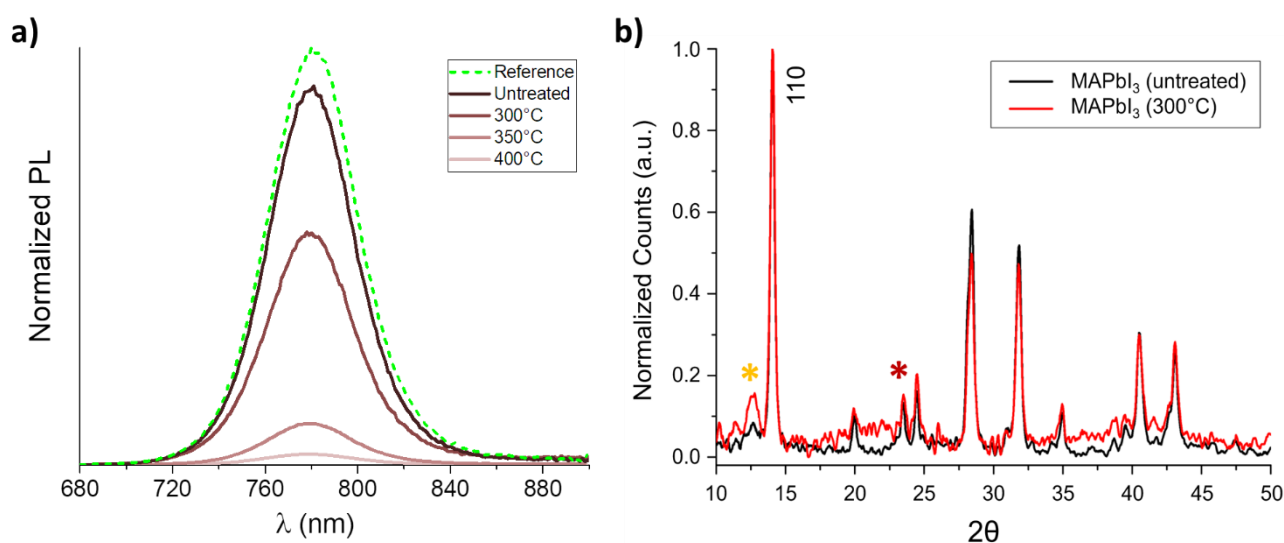 a)
Normalized PL
Reference
Untreated
300°C
350°C
400°C
680
720
760
800
840
880
λ (nm)
b)
Normalized Counts (a.u.)
1.0
0.8
0.6
0.4
0.2
0.0
110
MAPbI₃ (untreated)
MAPbI₃ (300°C)
*
*
10
15
20
25
30
35
40
45
50
2θ